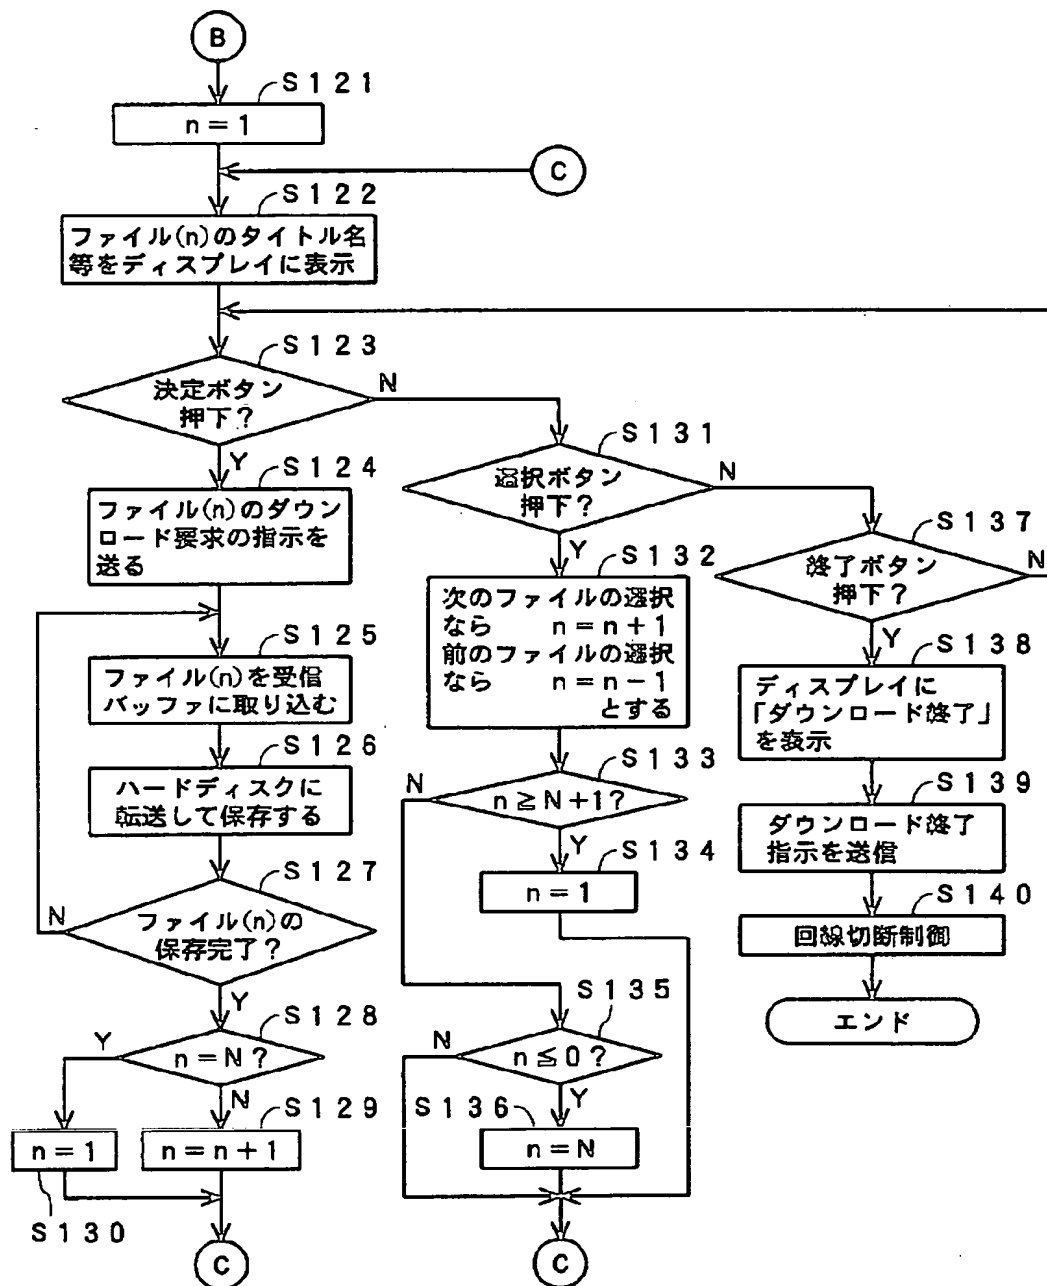 B
S121
n=1
C
S122
ファイル(n)のタイトル名
等をディスプレイに表示
S123
決定ボタン
押下?
N
Y
S124
ファイル(n)のダウン
ロード要求の指示を
送る
S125
ファイル(n)を受信
バッファに取り込む
S126
ハードディスクに
転送して保存する
S127
N
ファイル(n)の
保存完了?
Y
S128
Y
n=N?
N
S129
n=1
n=n+1
S130
C
S131
選択ボタン
押下?
N
Y
S132
次のファイルの選択
なら n=n+1
前のファイルの選択
なら n=n-1
とする
S133
N
n≧N+1?
Y
S134
n=1
S135
N
n≦0?
Y
S136
n=N
C
S137
終了ボタン
押下?
N
Y
S138
ディスプレイに
「ダウンロード終了」
を表示
S139
ダウンロード終了
指示を送信
S140
回線切断制御
エンド